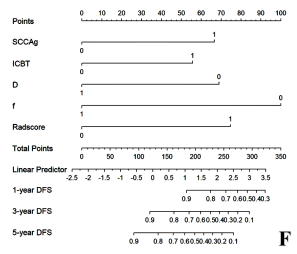 Points
0 10 20 30 40 50 60 70 80 90 100
SCCAg
1
0
ICBT
1
0
D
0
1
f
0
1
Radscore
1
0
Total Points
0 50 100 150 200 250 300 350
Linear Predictor
-2.5 -2 -1.5 -1 -0.5 0 0.5 1 1.5 2 2.5 3 3.5
1-year DFS
0.9 0.8 0.7 0.6 0.5 0.4 0.3
3-year DFS
0.9 0.8 0.7 0.6 0.5 0.4 0.3 0.2 0.1
5-year DFS
0.9 0.8 0.7 0.6 0.5 0.4 0.3 0.2 0.1
F